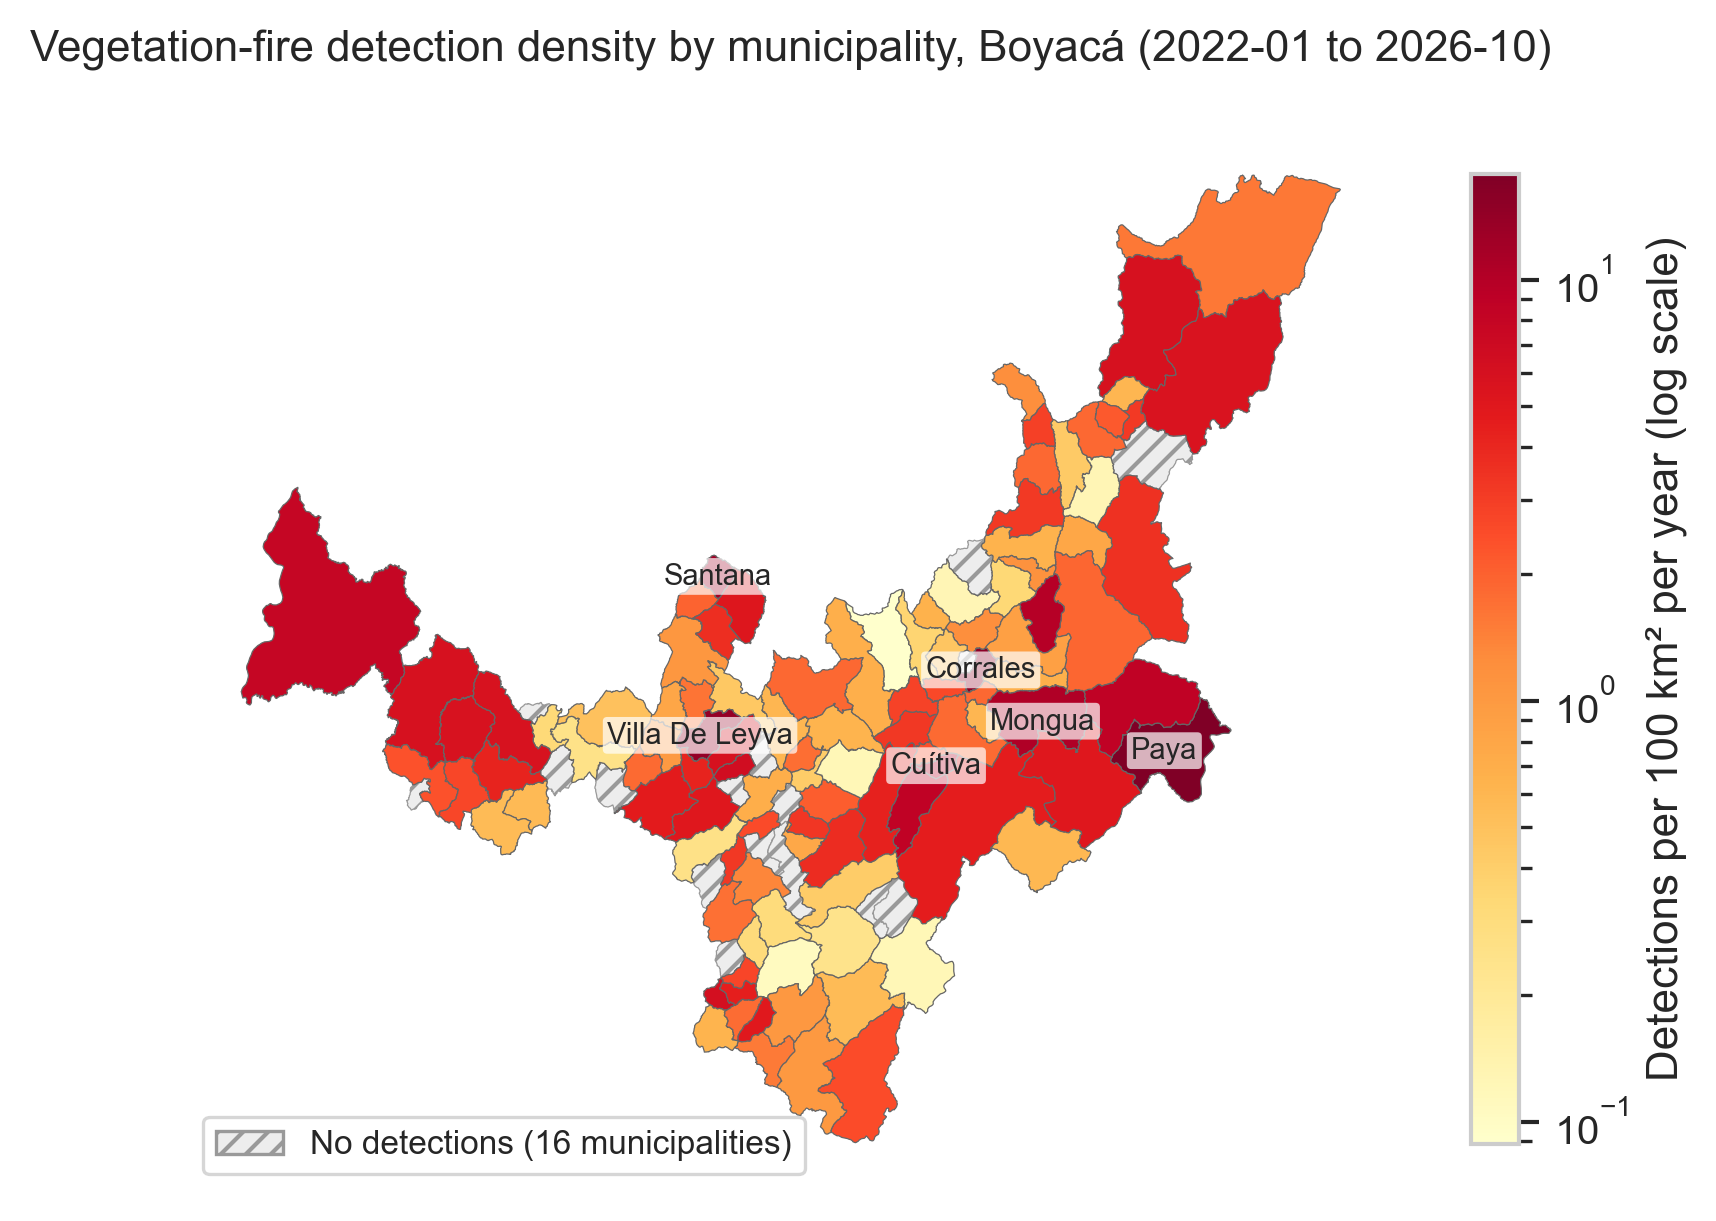 Vegetation-fire detection density by municipality, Boyacá (2022-01 to 2026-10)
Santana
Corrales
Mongua
Villa De Leyva
Paya
Cuítiva
No detections (16 municipalities)
10¹
10⁰
10⁻¹
Detections per 100 km² per year (log scale)